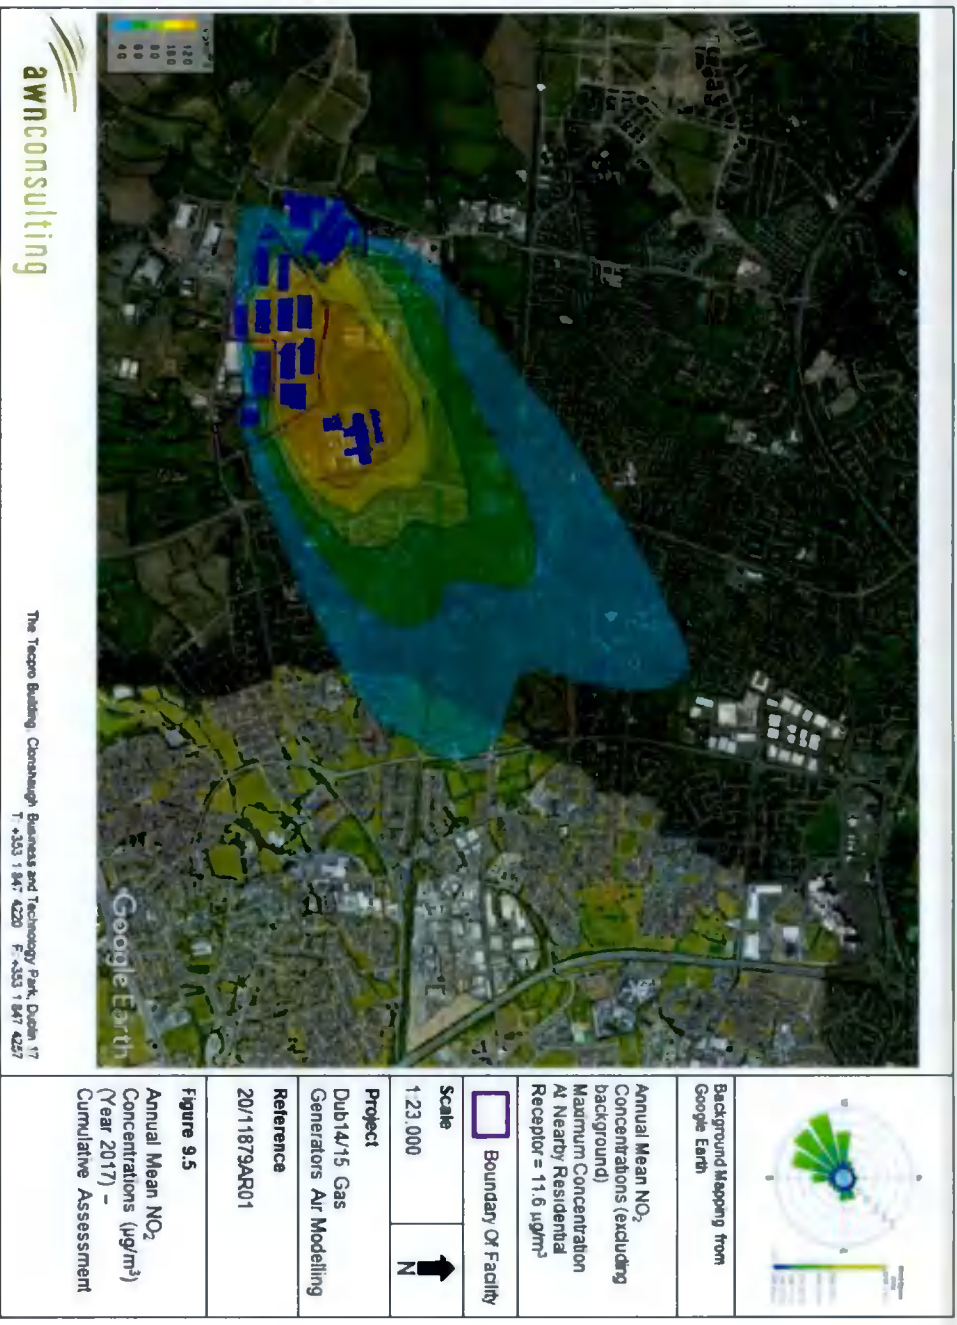 Background Mapping from
Google Earth
Annual Mean NO2
Concentrations (excluding
background)
Maximum Concentration
At Nearby Residential
Receptor = 11.6 µg/m³
Boundary Of Facility
Scale
1:23,000
N
Project
Dub14/15 Gas
Generators Air Modelling
Reference
20/11879AR01
Figure 9.5
Annual Mean NO2
Concentrations (µg/m³)
(Year 2017) –
Cumulative Assessment
Google Earth
awnconsulting
The Tecpro Building, Clonshaugh Business and Technology Park, Dublin 17
T: +353 1 847 4220 F: +353 1 847 4257